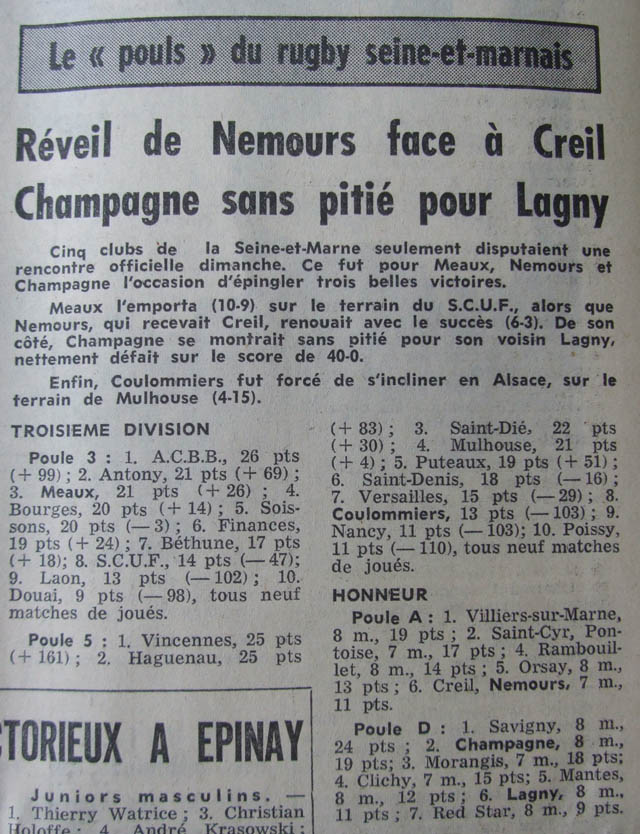 Le « pouls » du rugby seine-et-marnais
Réveil de Nemours face à Creil
Champagne sans pitié pour Lagny
Cinq clubs de la Seine-et-Marne seulement disputaient une
rencontre officielle dimanche. Ce fut pour Meaux, Nemours et
Champagne l'occasion d'épingler trois belles victoires.
Meaux l'emporta (10-9) sur le terrain du S.C.U.F., alors que
Nemours, qui recevait Creil, renouait avec le succès (6-3). De son
côté, Champagne se montrait sans pitié pour son voisin Lagny,
nettement défait sur le score de 40-0.
Enfin, Coulommiers fut forcé de s'incliner en Alsace, sur le
terrain de Mulhouse (4-15).
TROISIEME DIVISION
Poule 3 : 1. A.C.B.B., 26 pts
(+ 99) ; 2. Antony, 21 pts (+ 69) ;
3. Meaux, 21 pts (+ 26) ; 4.
Bourges, 20 pts (+ 14) ; 5. Sois-
sons, 20 pts (— 3) ; 6. Finances,
19 pts (+ 24) ; 7. Béthune, 17 pts
(+ 18); 8. S.C.U.F., 14 pts (— 47);
9. Laon, 13 pts (— 102) ; 10.
Douai, 9 pts (— 98), tous neuf
matches de joués.
Poule 5 : 1. Vincennes, 25 pts
(+ 161) ; 2. Haguenau, 25 pts
(+ 83) ; 3. Saint-Dié, 22 pts
(+ 30) ; 4. Mulhouse, 21 pts
(+ 4) ; 5. Puteaux, 19 pts (+ 51) ;
6. Saint-Denis, 18 pts (— 16) ;
7. Versailles, 15 pts (— 29) ; 8.
Coulommiers, 13 pts (— 103) ; 9.
Nancy, 11 pts (— 103); 10. Poissy,
11 pts (— 110), tous neuf matches
de joués.
HONNEUR
Poule A : 1. Villiers-sur-Marne,
8 m., 19 pts ; 2. Saint-Cyr, Pon-
toise, 7 m., 17 pts ; 4. Rambouil-
let, 8 m., 14 pts ; 5. Orsay, 8 m.,
13 pts ; 6. Creil, Nemours, 7 m.,
11 pts.
Poule D : 1. Savigny, 8 m.,
24 pts ; 2. Champagne, 8 m.,
19 pts; 3. Morangis, 7 m., 18 pts;
4. Clichy, 7 m., 15 pts; 5. Mantes,
8 m., 12 pts ; 6. Lagny, 8 m.,
11 pts ; 7. Red Star, 8 m., 9 pts.
CTORIEUX A EPINAY
Juniors masculins. —
1. Thierry Watrice ; 3. Christian
Holoffe ; 4. André Krasowski ;